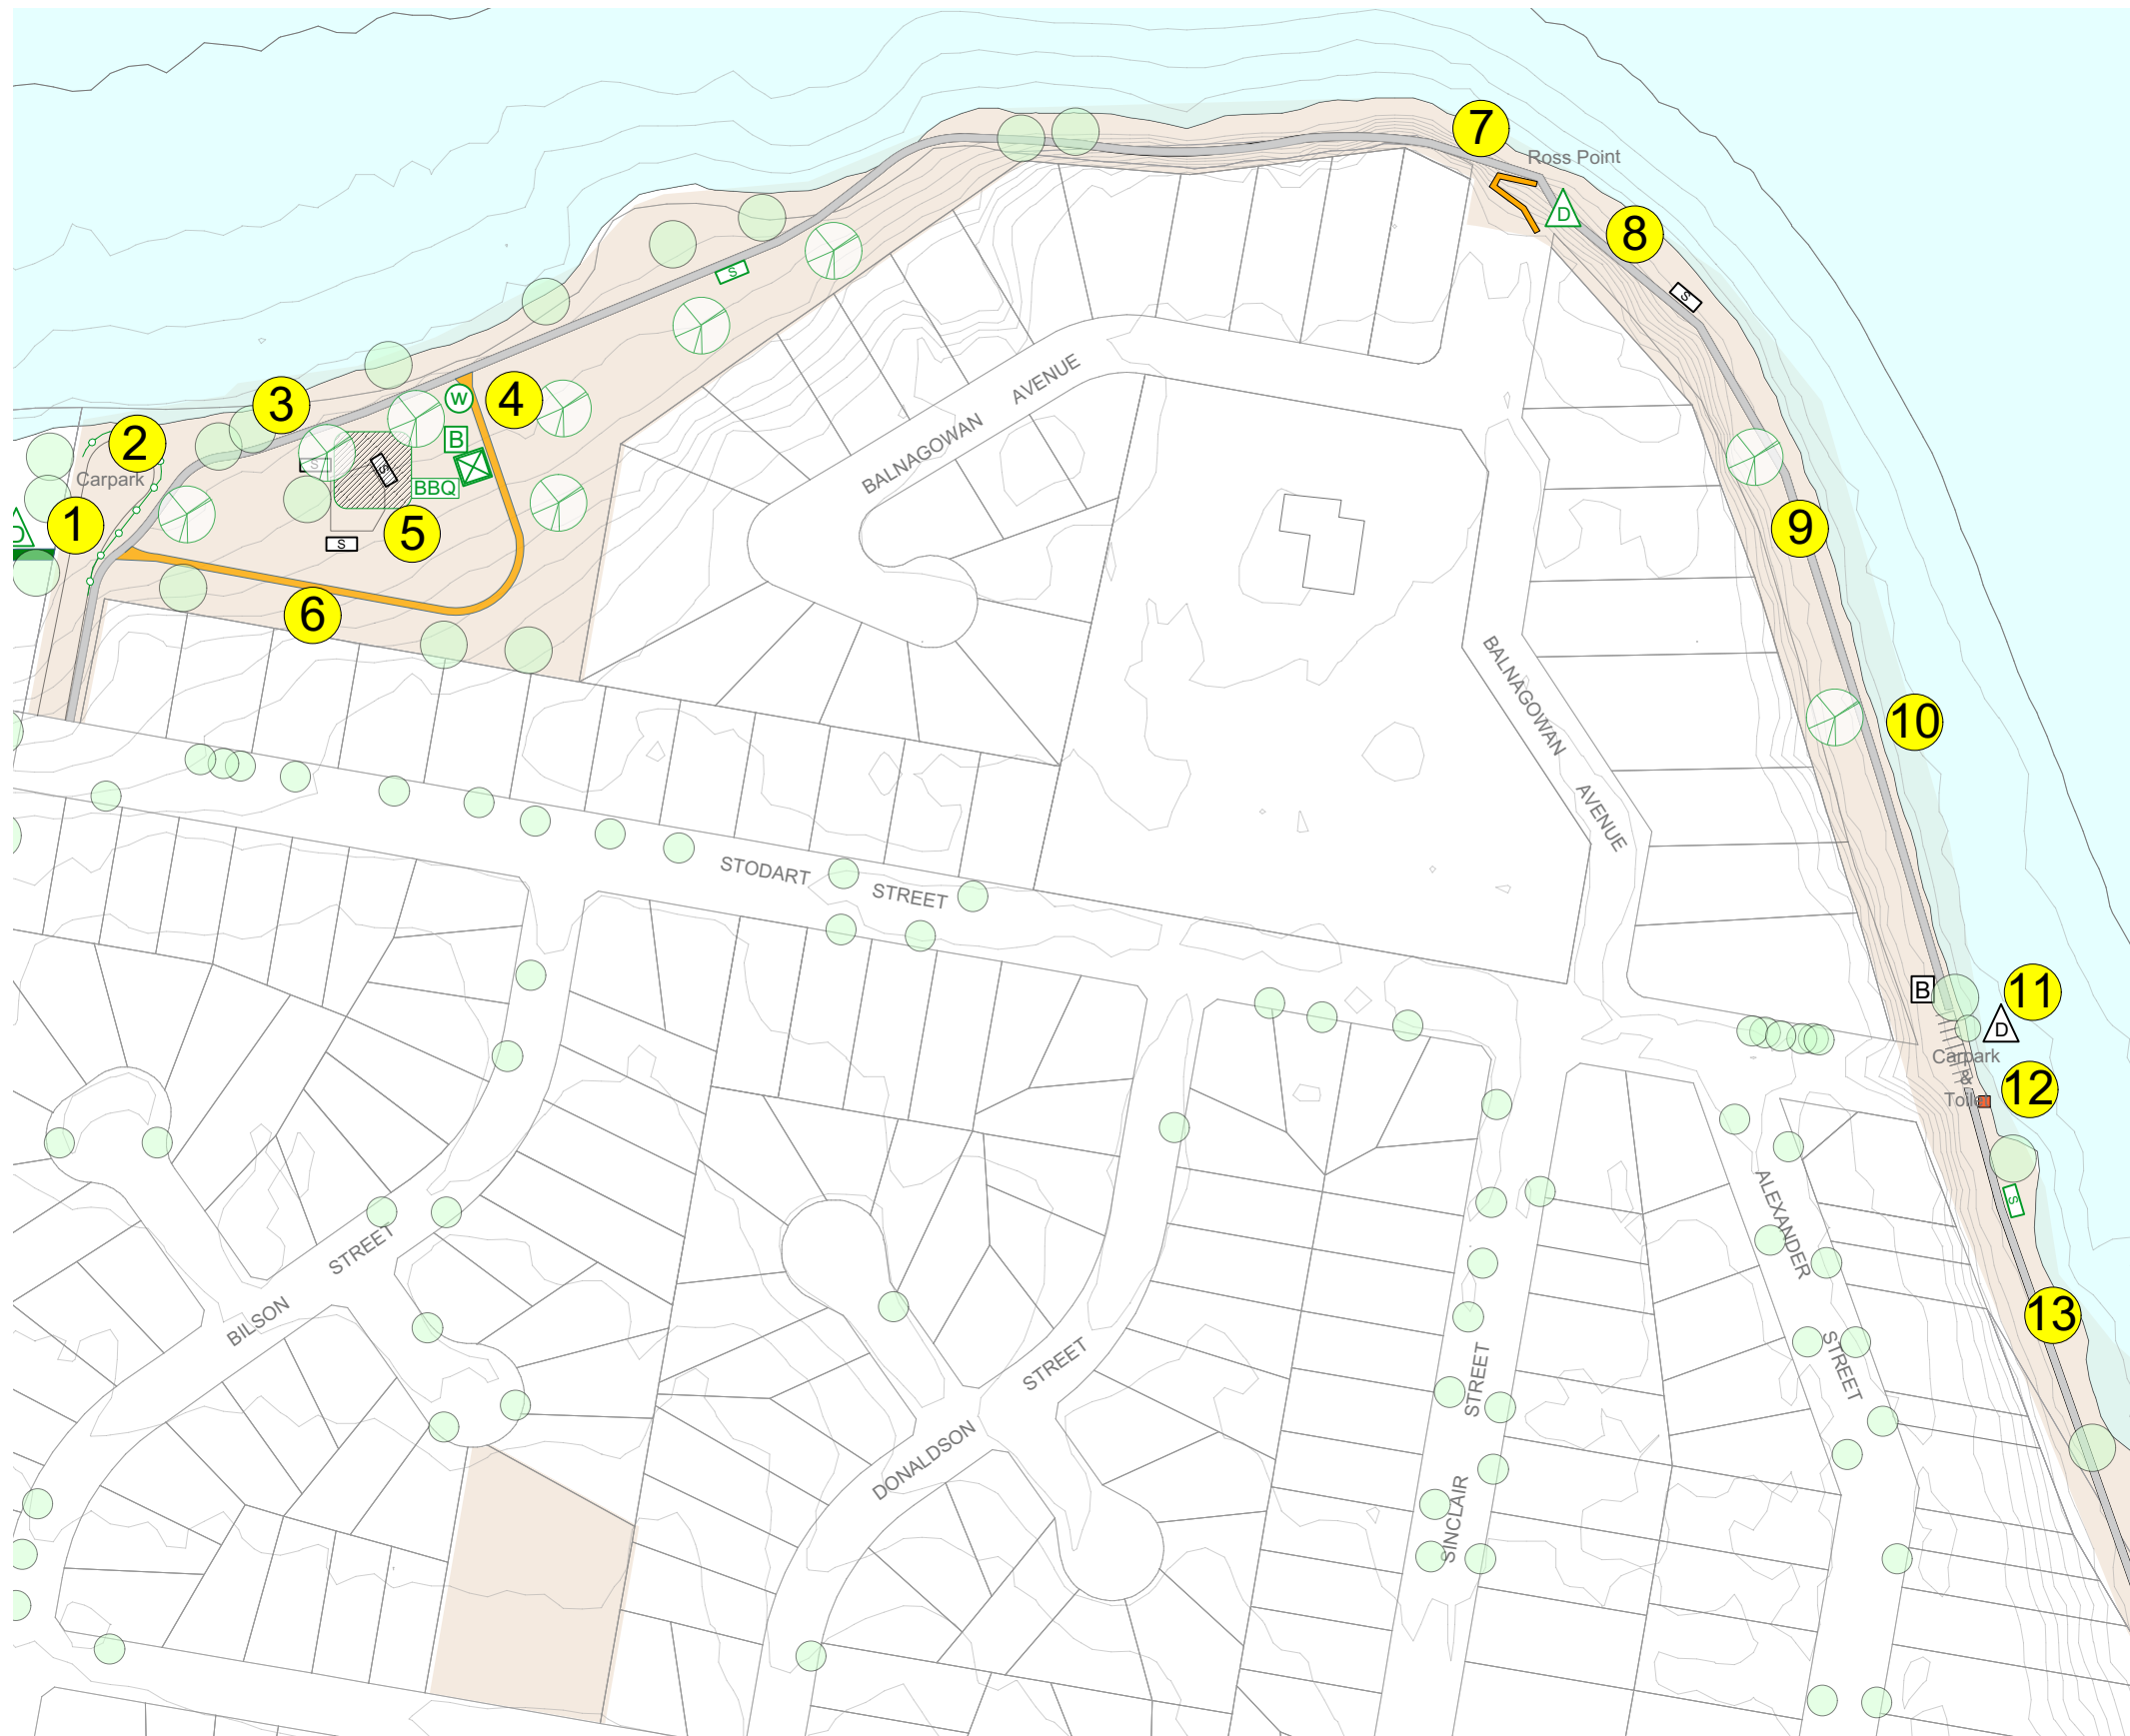 7
Ross Point
D
8
S
S
3
W
4
2
B
S
S
Carpark
BBQ
1
D
5
9
S
6
BALNAGOWAN
AVENUE
10
BALNAGOWAN
AVENUE
STODART
STREET
B
11
D
Carpark
&
Toile
12
S
13
BILSON
STREET
DONALDSON
STREET
SINCLAIR
STREET
ALEXANDER
STREET